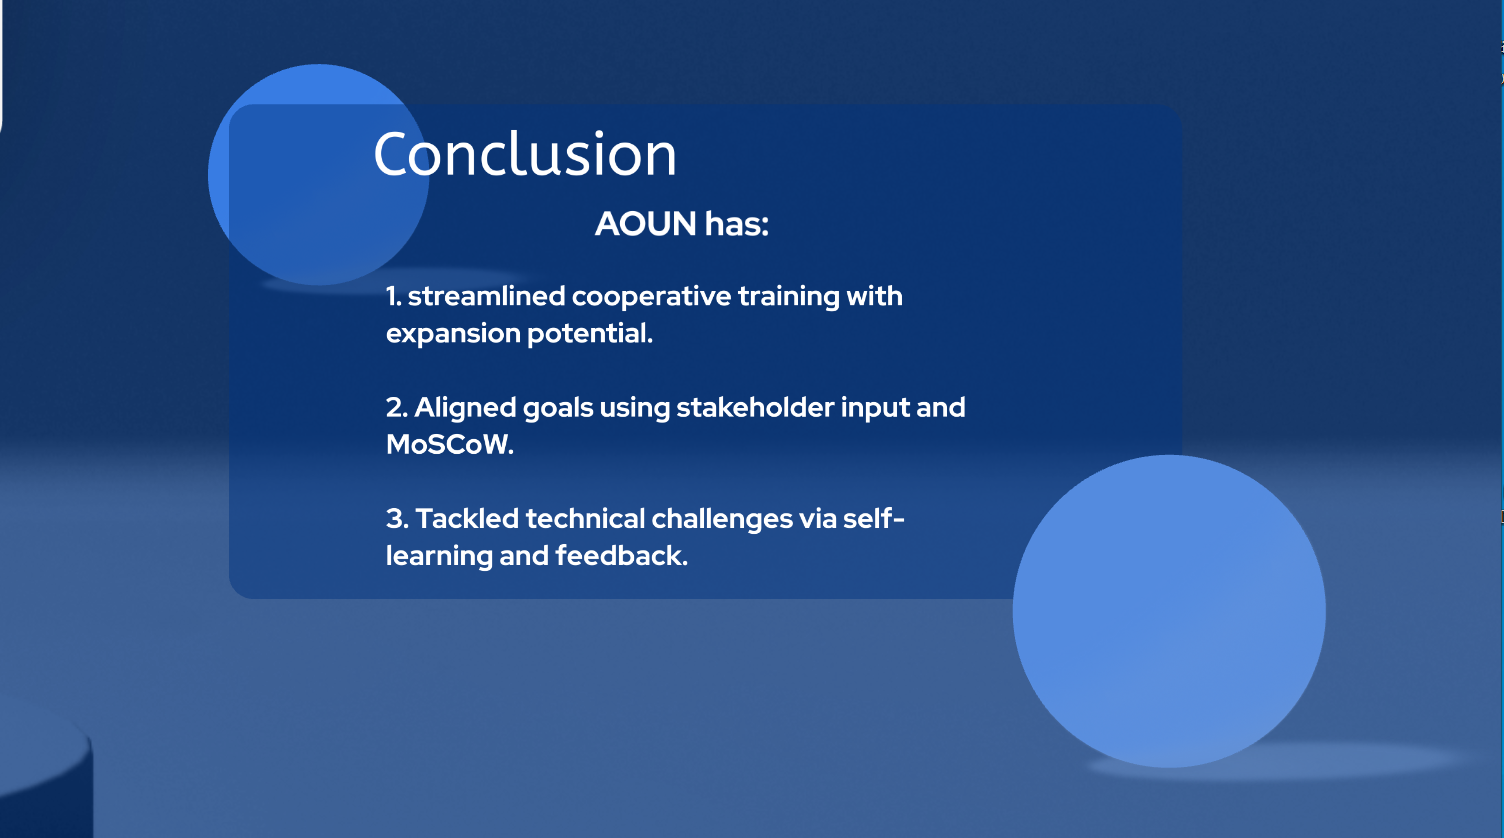 Conclusion
AOUN has:
1. streamlined cooperative training with
expansion potential.
2. Aligned goals using stakeholder input and
MoSCoW.
3. Tackled technical challenges via self-
learning and feedback.